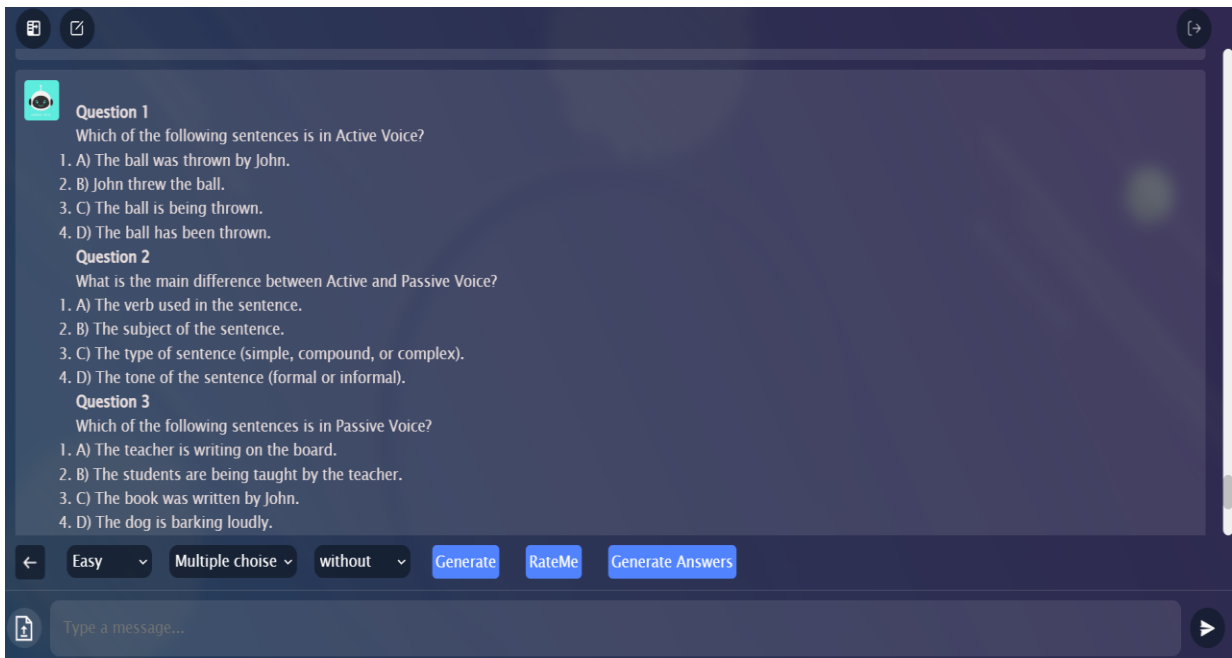 Question 1
Which of the following sentences is in Active Voice?
1. A) The ball was thrown by John.
2. B) John threw the ball.
3. C) The ball is being thrown.
4. D) The ball has been thrown.
Question 2
What is the main difference between Active and Passive Voice?
1. A) The verb used in the sentence.
2. B) The subject of the sentence.
3. C) The type of sentence (simple, compound, or complex).
4. D) The tone of the sentence (formal or informal).
Question 3
Which of the following sentences is in Passive Voice?
1. A) The teacher is writing on the board.
2. B) The students are being taught by the teacher.
3. C) The book was written by John.
4. D) The dog is barking loudly.
Easy Multiple choise without Generate RateMe Generate Answers
Type a message...